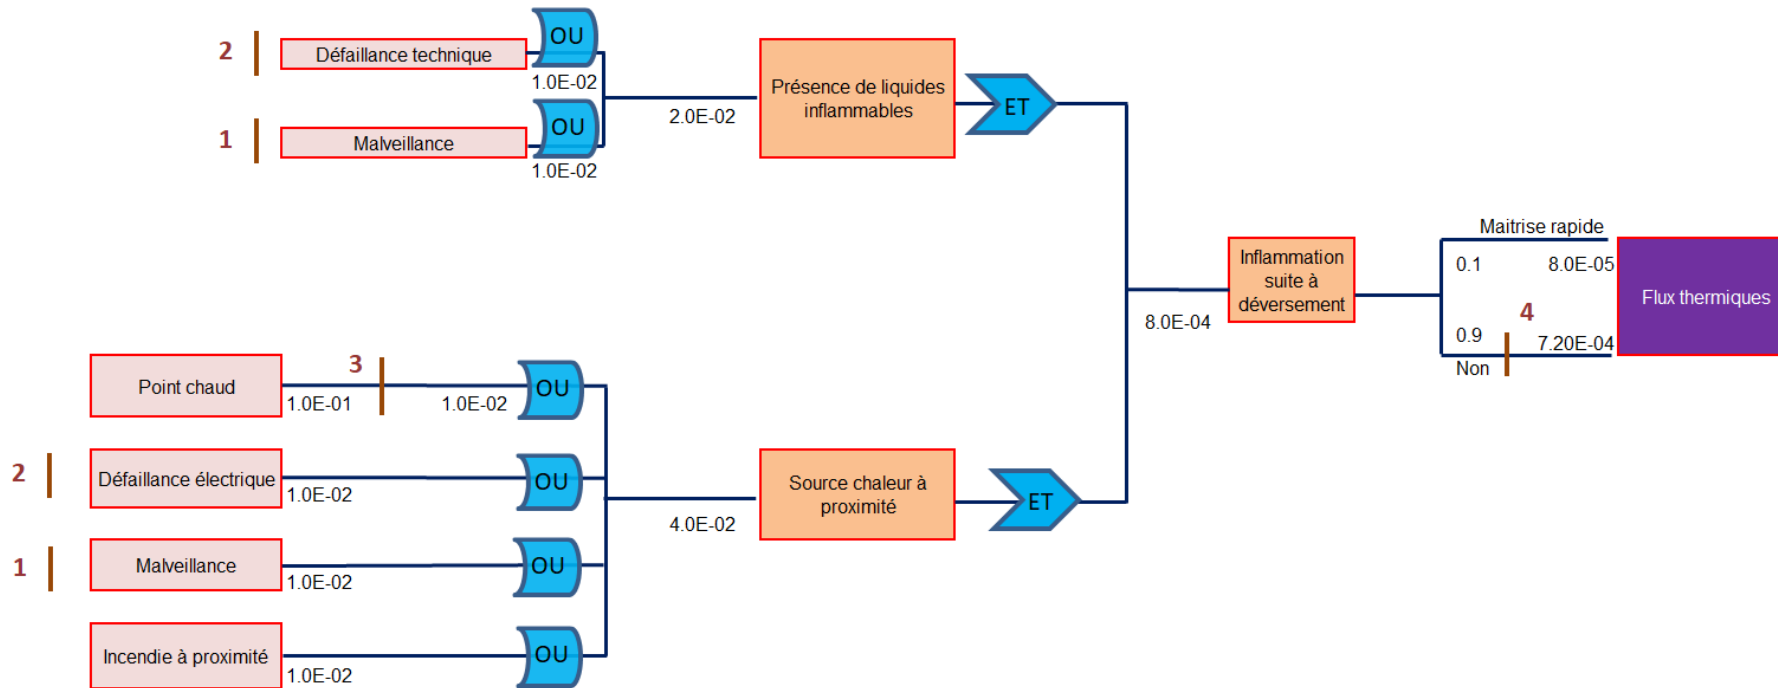 2
Défaillance technique
OU
1.0E-02
1
Malveillance
OU
1.0E-02
2.0E-02
Présence de liquides
inflammables
ET
Point chaud
1.0E-01
3
1.0E-02
OU
2
Défaillance électrique
1.0E-02
OU
1
Malveillance
1.0E-02
OU
Incendie à proximité
1.0E-02
OU
4.0E-02
Source chaleur à
proximité
ET
8.0E-04
Inflammation
suite à
déversement
Maitrise rapide
0.1
8.0E-05
0.9
4
7.20E-04
Non
Flux thermiques